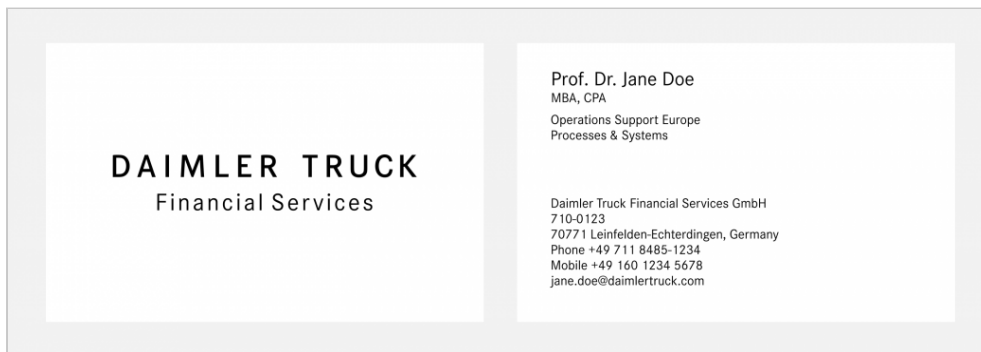 DAIMLER TRUCK
Financial Services
Prof. Dr. Jane Doe
MBA, CPA
Operations Support Europe
Processes & Systems
Daimler Truck Financial Services GmbH
710-0123
70771 Leinfelden-Echterdingen, Germany
Phone +49 711 8485-1234
Mobile +49 160 1234 5678
jane.doe@daimlertruck.com